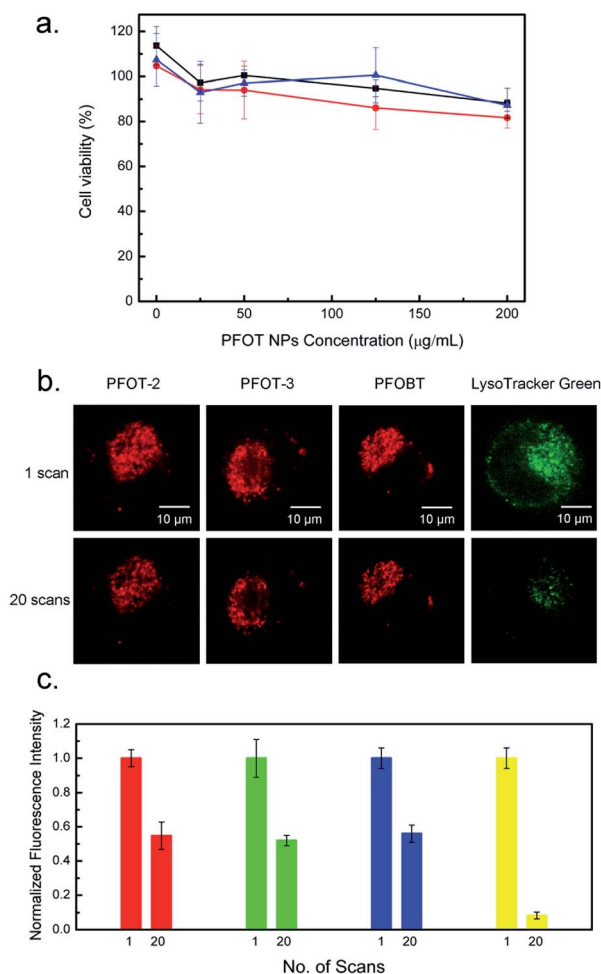 a.
Cell viability (%)
120
100
80
60
40
20
0
0 50 100 150 200
PFOT NPs Concentration (μg/mL)
b.
PFOT-2 PFOT-3 PFOBT LysoTracker Green
1 scan
10 μm 10 μm 10 μm 10 μm
20 scans
c.
Normalized Fluorescence Intensity
1.2
1.0
0.8
0.6
0.4
0.2
0.0
1 20 1 20 1 20 1 20
No. of Scans